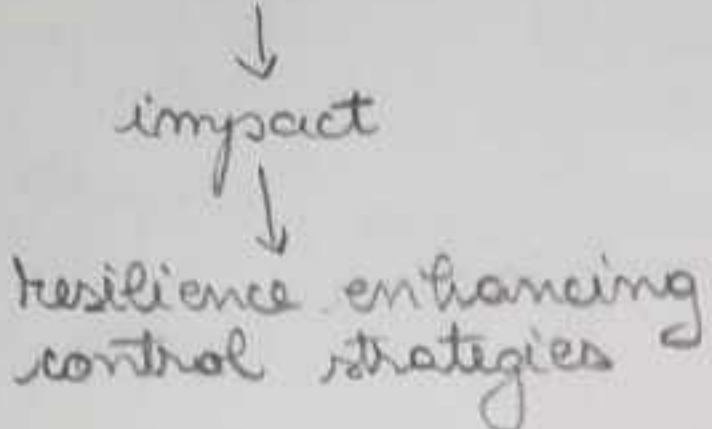 impact
resilience enhancing
control strategies